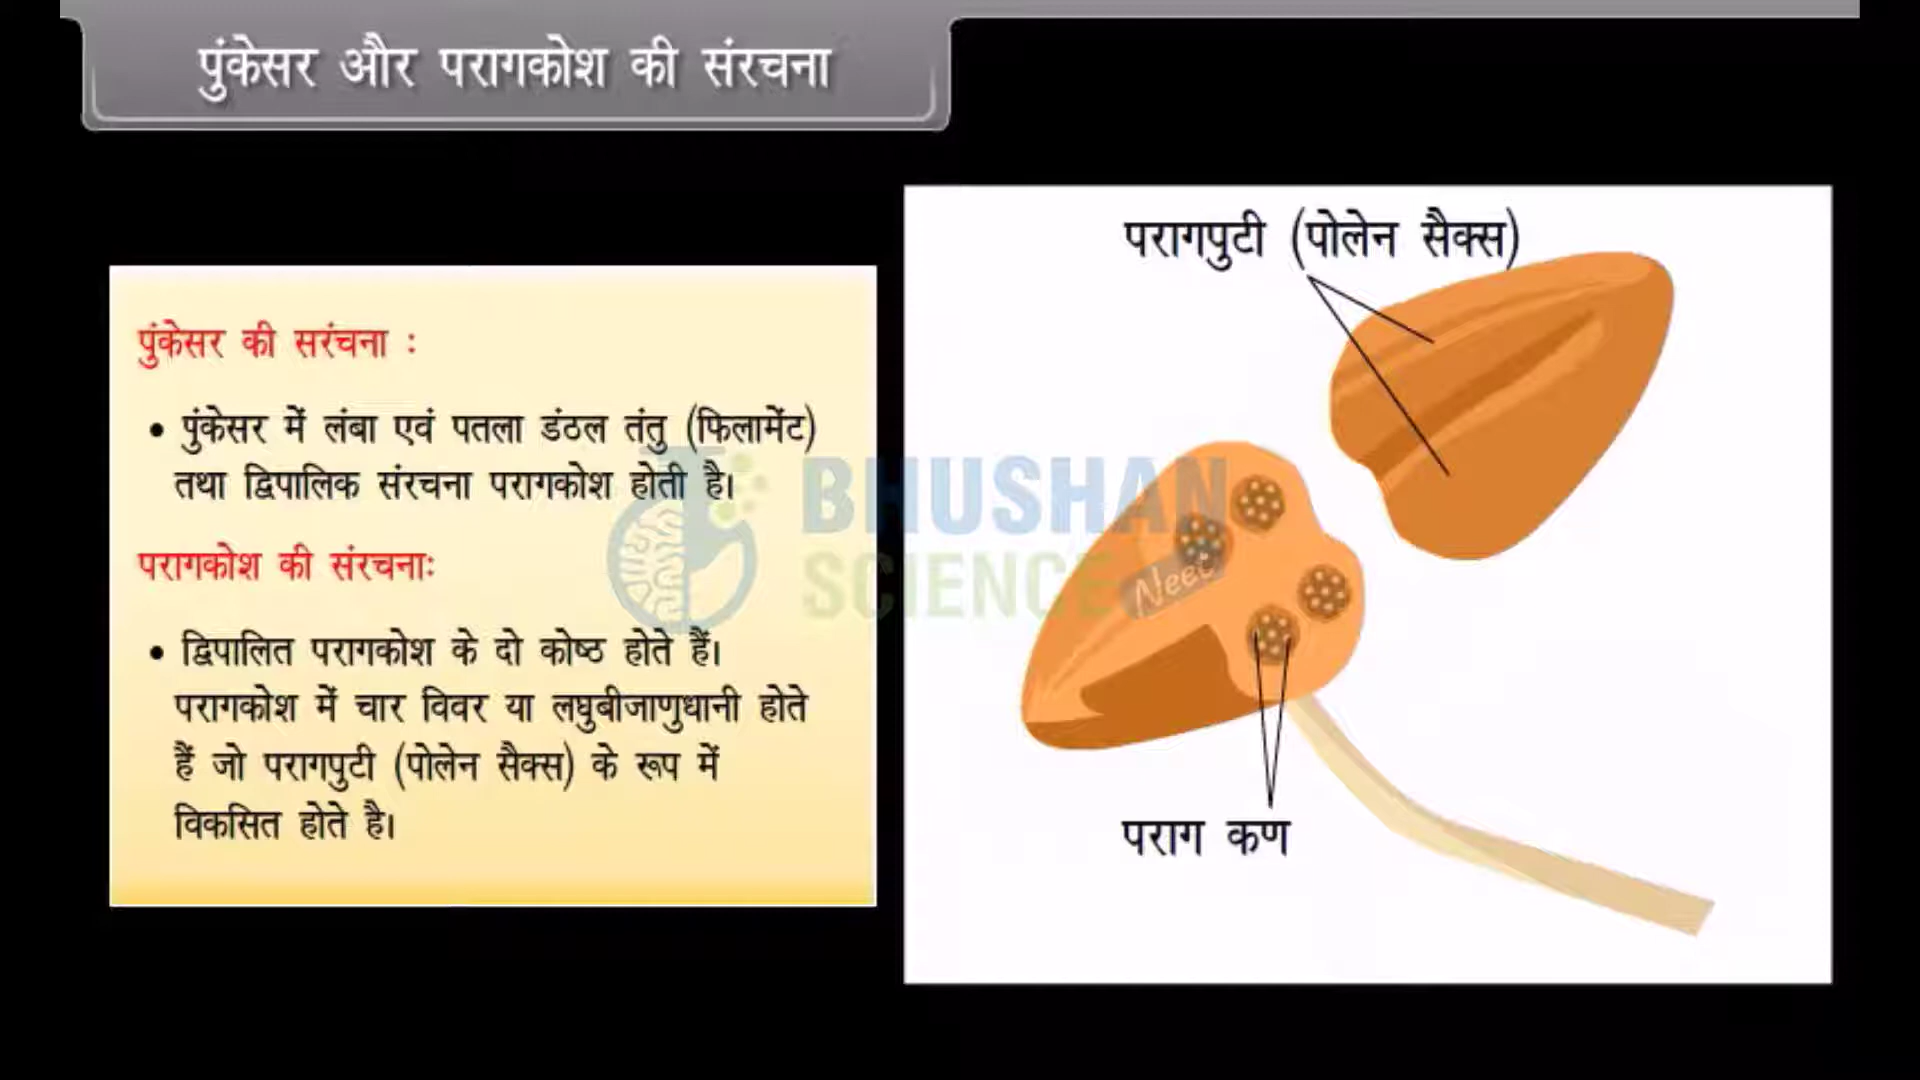 पुंकेसर और परागकोश की संरचना
पुंकेसर की सरंचना :
• पुंकेसर में लंबा एवं पतला डंठल तंतु (फिलामेंट)
तथा द्विपालिक संरचना परागकोश होती है।
परागकोश की संरचनाः
• द्विपालित परागकोश के दो कोष्ठ होते हैं।
परागकोश में चार विवर या लघुबीजाणुधानी होते
हैं जो परागपुटी (पोलेन सैक्स) के रूप में
विकसित होते है।
परागपुटी (पोलेन सैक्स)
पराग कण
BHUSHAN
SCIENCE
Neet